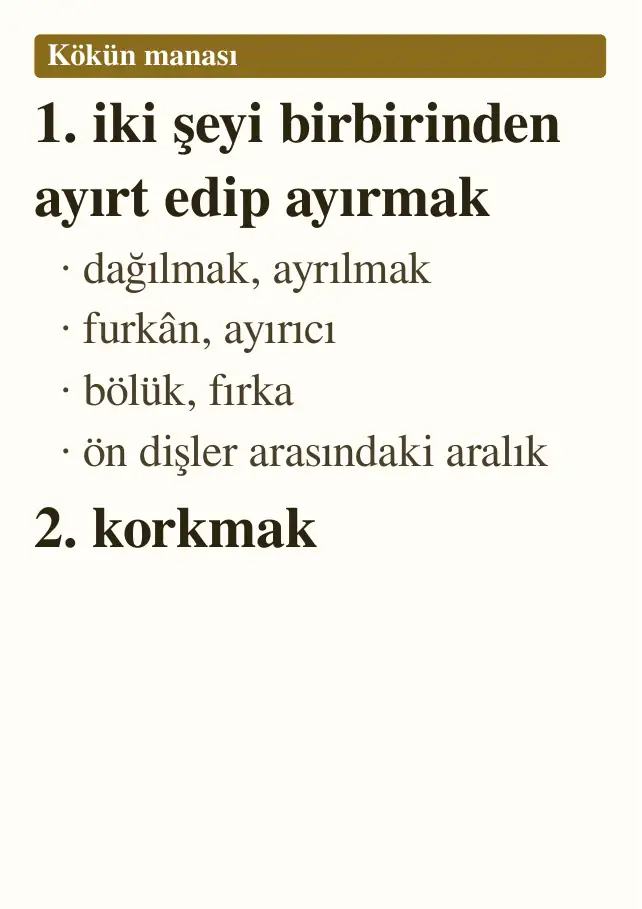 Kökün manası
1. iki şeyi birbirinden
ayırt edip ayırmak
· dağılmak, ayrılmak
· furkân, ayırıcı
· bölük, fırka
· ön dişler arasındaki aralık
2. korkmak